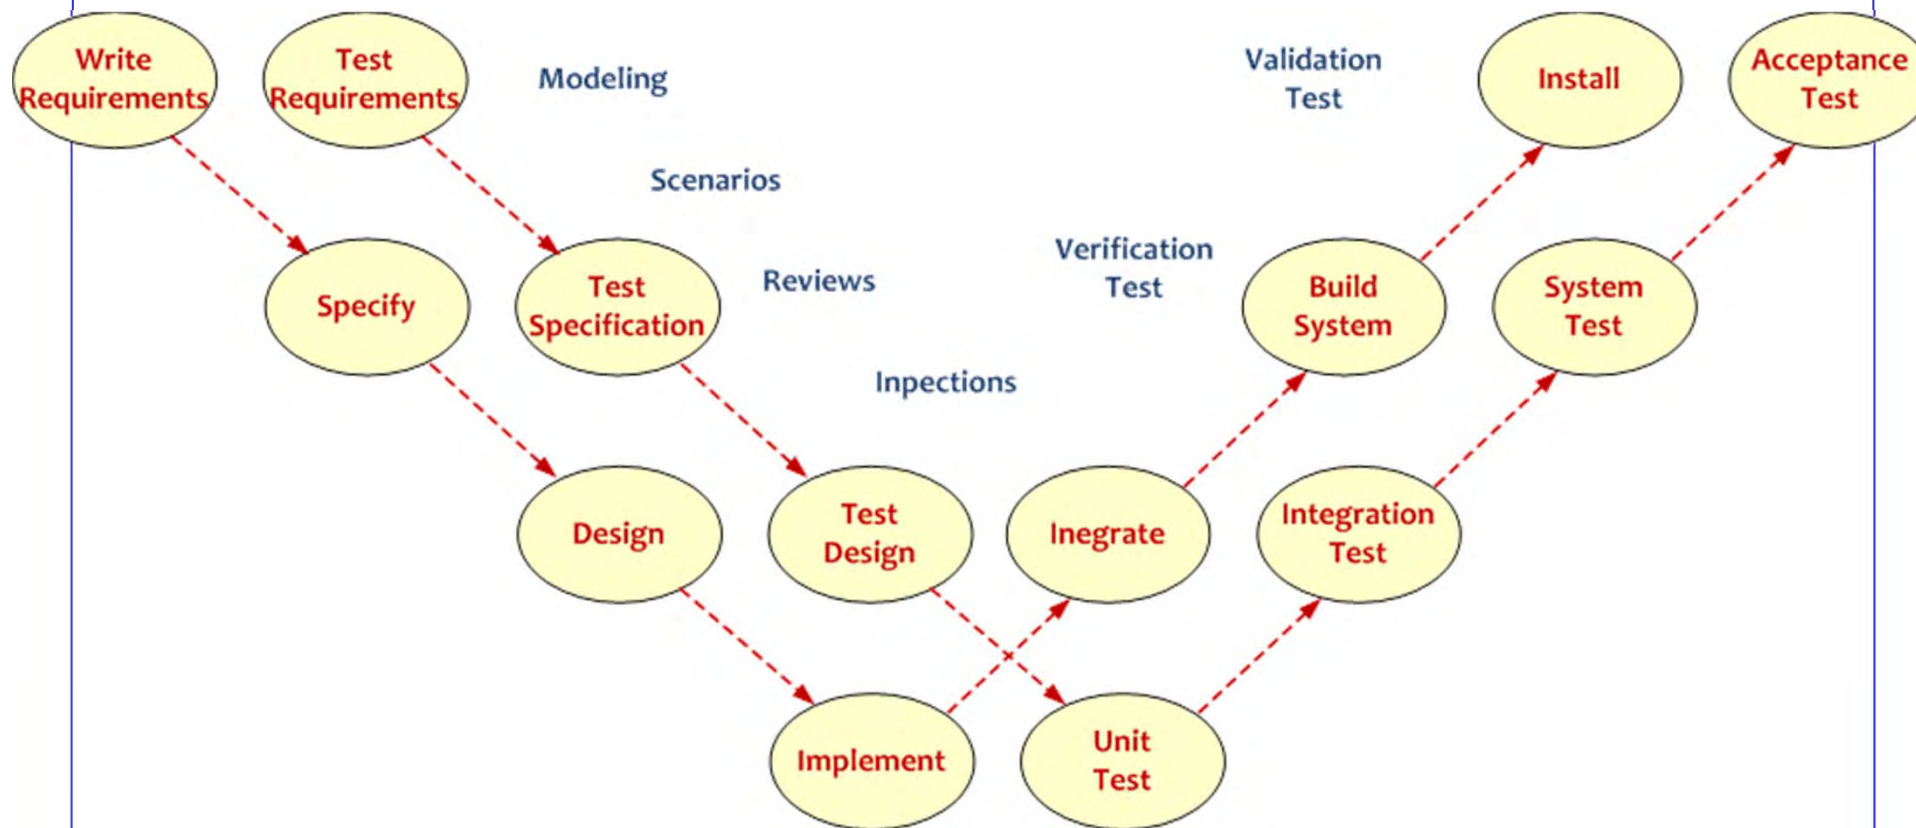 Write
Requirements
Test
Requirements
Modeling
Validation
Test
Install
Acceptance
Test
Scenarios
Specify
Test
Specification
Reviews
Verification
Test
Build
System
System
Test
Inpections
Design
Test
Design
Inegrate
Integration
Test
Implement
Unit
Test